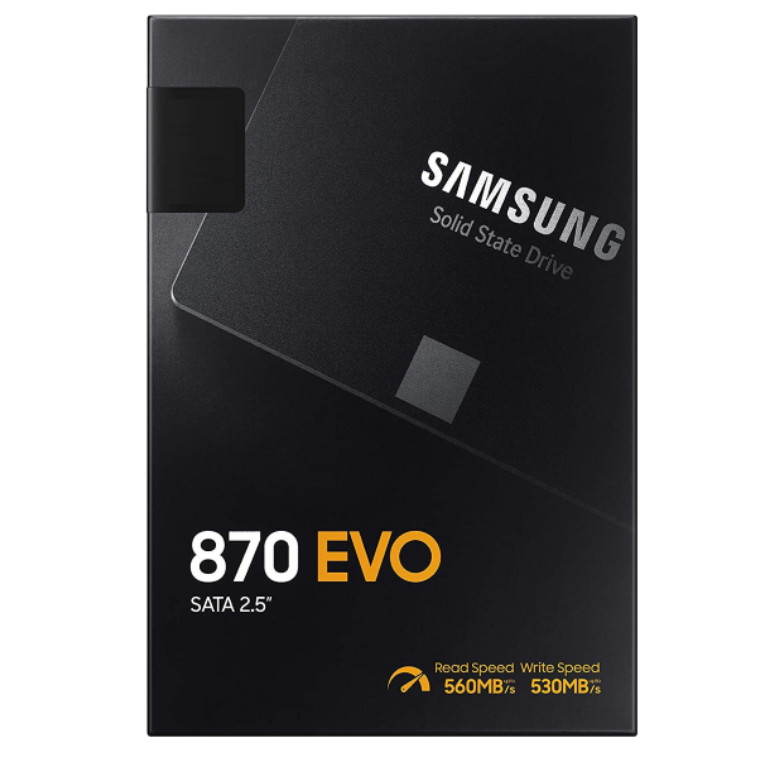 SAMSUNG
Solid State Drive
870 EVO
SATA 2.5"
Read Speed Write Speed
560MB/s 530MB/s